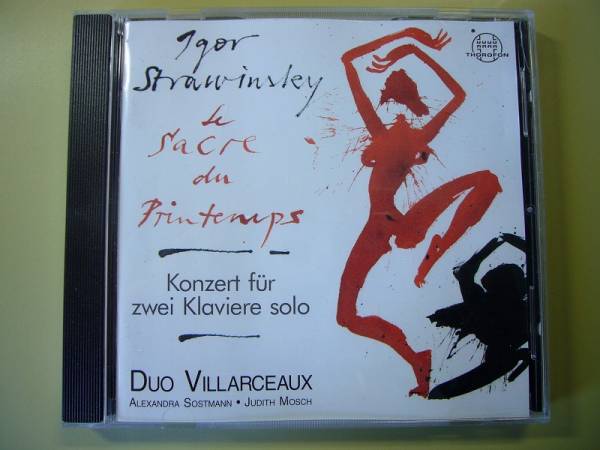 Igor
Strawinsky
Le
Sacre
du
Printemps
Konzert für
zwei Klaviere solo
DUO VILLARCEAUX
ALEXANDRA SOSTMANN • JUDITH MOSCH
THOROFON